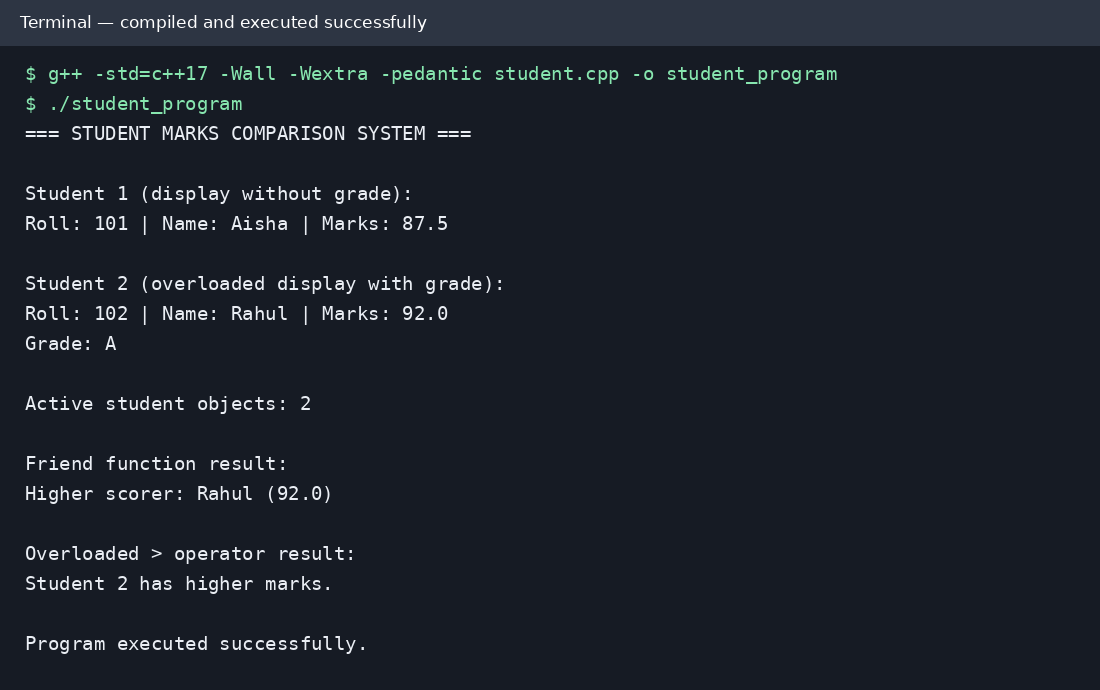 Terminal — compiled and executed successfully
$ g++ -std=c++17 -Wall -Wextra -pedantic student.cpp -o student_program
$ ./student_program
=== STUDENT MARKS COMPARISON SYSTEM ===
Student 1 (display without grade):
Roll: 101 | Name: Aisha | Marks: 87.5
Student 2 (overloaded display with grade):
Roll: 102 | Name: Rahul | Marks: 92.0
Grade: A
Active student objects: 2
Friend function result:
Higher scorer: Rahul (92.0)
Overloaded > operator result:
Student 2 has higher marks.
Program executed successfully.